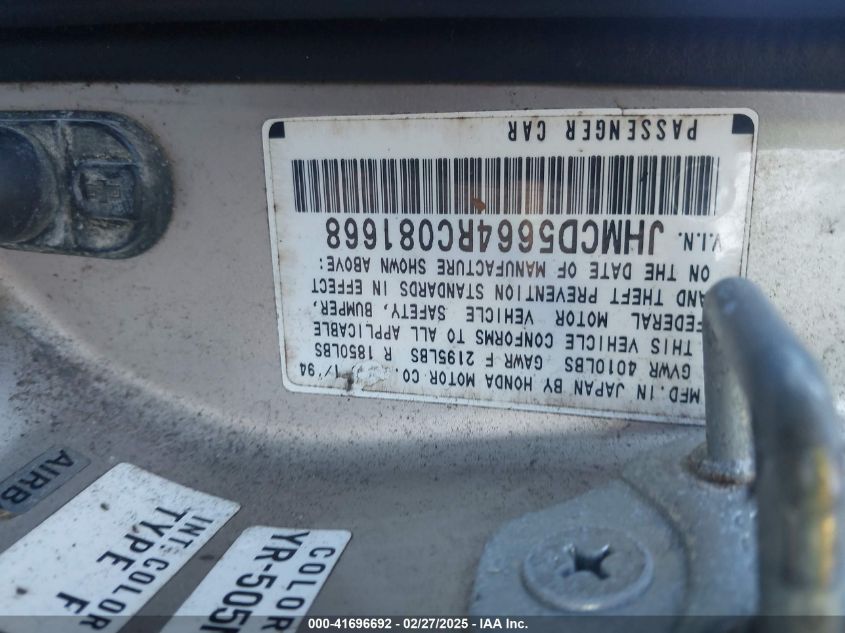 MFD.IN JAPAN BY HONDA MOTOR CO. 1/'94
GVWR 4010LBS GAWR F 2195LBS R 1850LBS
THIS VEHICLE CONFORMS TO ALL APPLICABLE
FEDERAL MOTOR VEHICLE SAFETY, BUMPER,
AND THEFT PREVENTION STANDARDS IN EFFECT
ON THE DATE OF MANUFACTURE SHOWN ABOVE:
V.I.N. JHMCD5664RC081668
PASSENGER CAR
AIRB
INT·COLOR
TYPE F
COLOR
YR-505
000-41696692 - 02/27/2025 - IAA Inc.